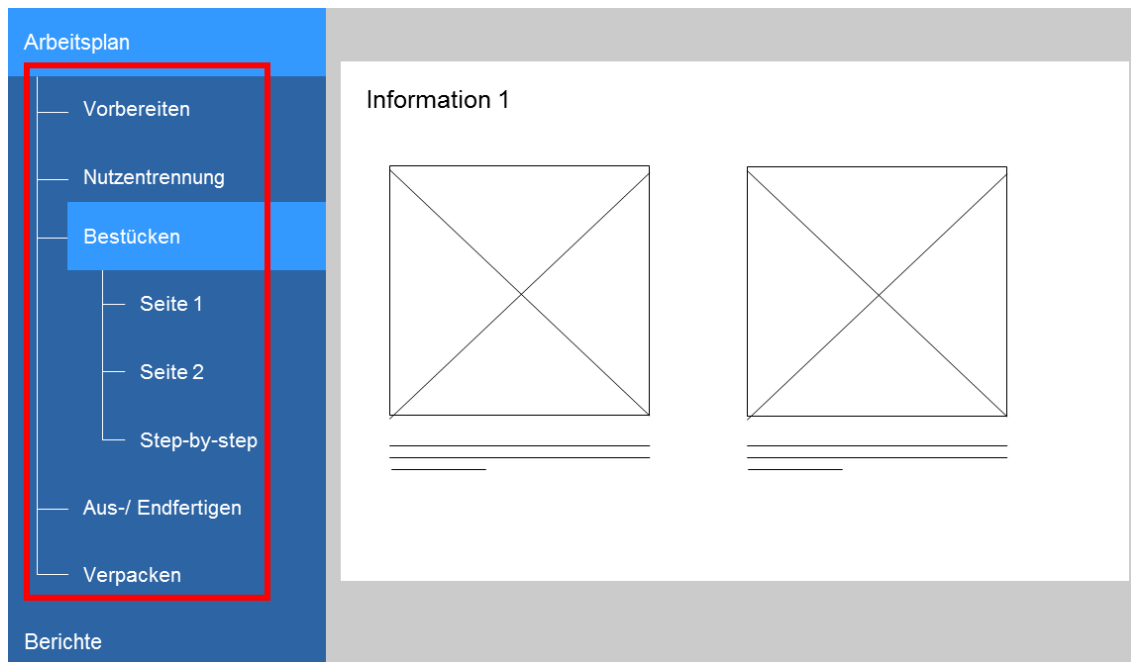 Arbeitsplan
Vorbereiten
Nutzentrennung
Bestücken
Seite 1
Seite 2
Step-by-step
Aus-/ Endfertigen
Verpacken
Berichte
Information 1